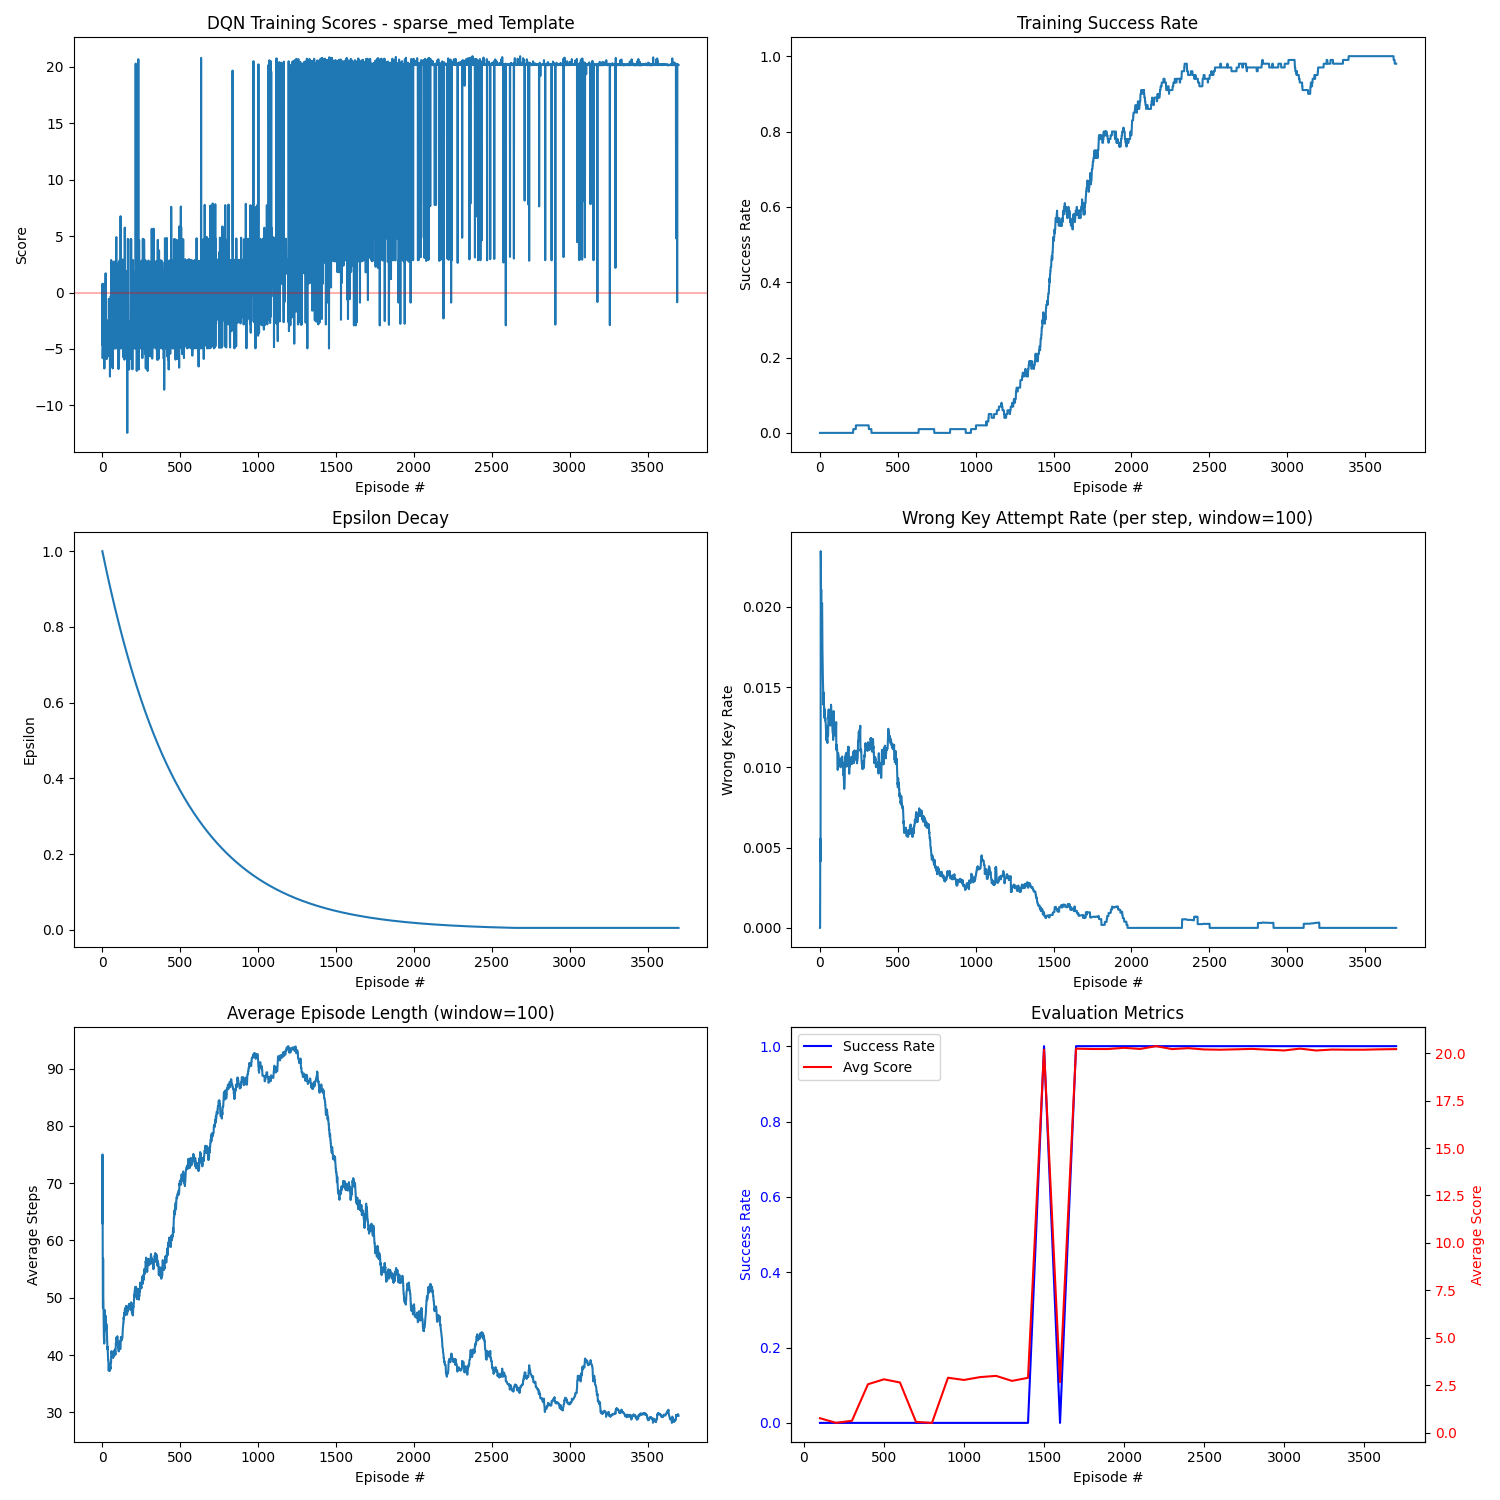 DQN Training Scores - sparse_med Template
Score
20
15
10
5
0
−5
−10
0 500 1000 1500 2000 2500 3000 3500
Episode #
Training Success Rate
Success Rate
1.0
0.8
0.6
0.4
0.2
0.0
0 500 1000 1500 2000 2500 3000 3500
Episode #
Epsilon Decay
Epsilon
1.0
0.8
0.6
0.4
0.2
0.0
0 500 1000 1500 2000 2500 3000 3500
Episode #
Wrong Key Attempt Rate (per step, window=100)
Wrong Key Rate
0.020
0.015
0.010
0.005
0.000
0 500 1000 1500 2000 2500 3000 3500
Episode #
Average Episode Length (window=100)
Average Steps
90
80
70
60
50
40
30
0 500 1000 1500 2000 2500 3000 3500
Episode #
Evaluation Metrics
Success Rate
Avg Score
Success Rate
1.0
0.8
0.6
0.4
0.2
0.0
20.0
17.5
15.0
12.5
10.0
7.5
5.0
2.5
0.0
Average Score
0 500 1000 1500 2000 2500 3000 3500
Episode #